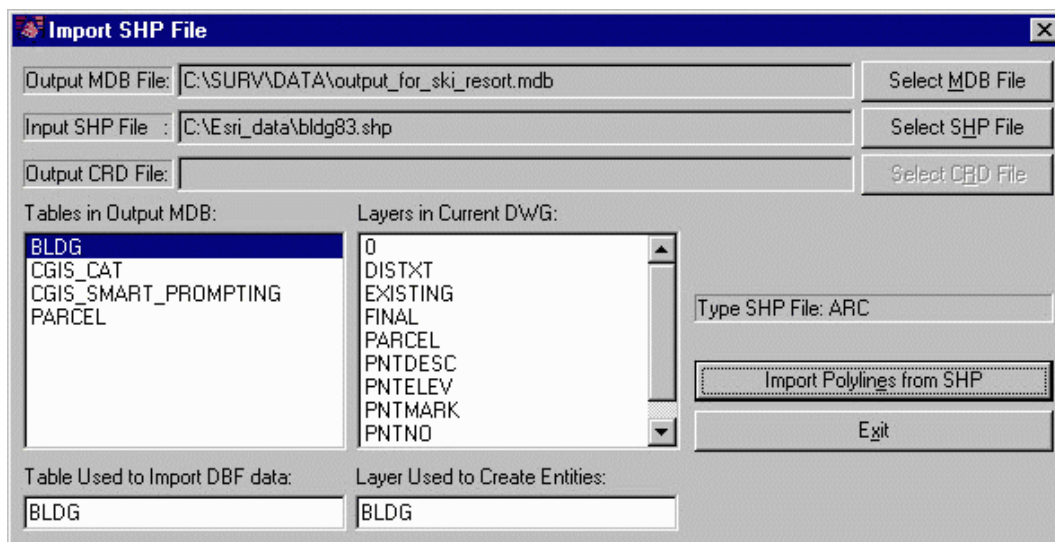 Import SHP File
Output MDB File: C:\SURV\DATA\output_for_ski_resort.mdb Select MDB File
Input SHP File : C:\Esri_data\bldg83.shp Select SHP File
Output CRD File: Select CRD File
Tables in Output MDB: Layers in Current DWG:
BLDG
CGIS_CAT
CGIS_SMART_PROMPTING
PARCEL
0
DISTXT
EXISTING
FINAL
PARCEL
PNTDESC
PNTELEV
PNTMARK
PNTNO
Type SHP File: ARC
Import Polylines from SHP
Exit
Table Used to Import DBF data: Layer Used to Create Entities:
BLDG BLDG